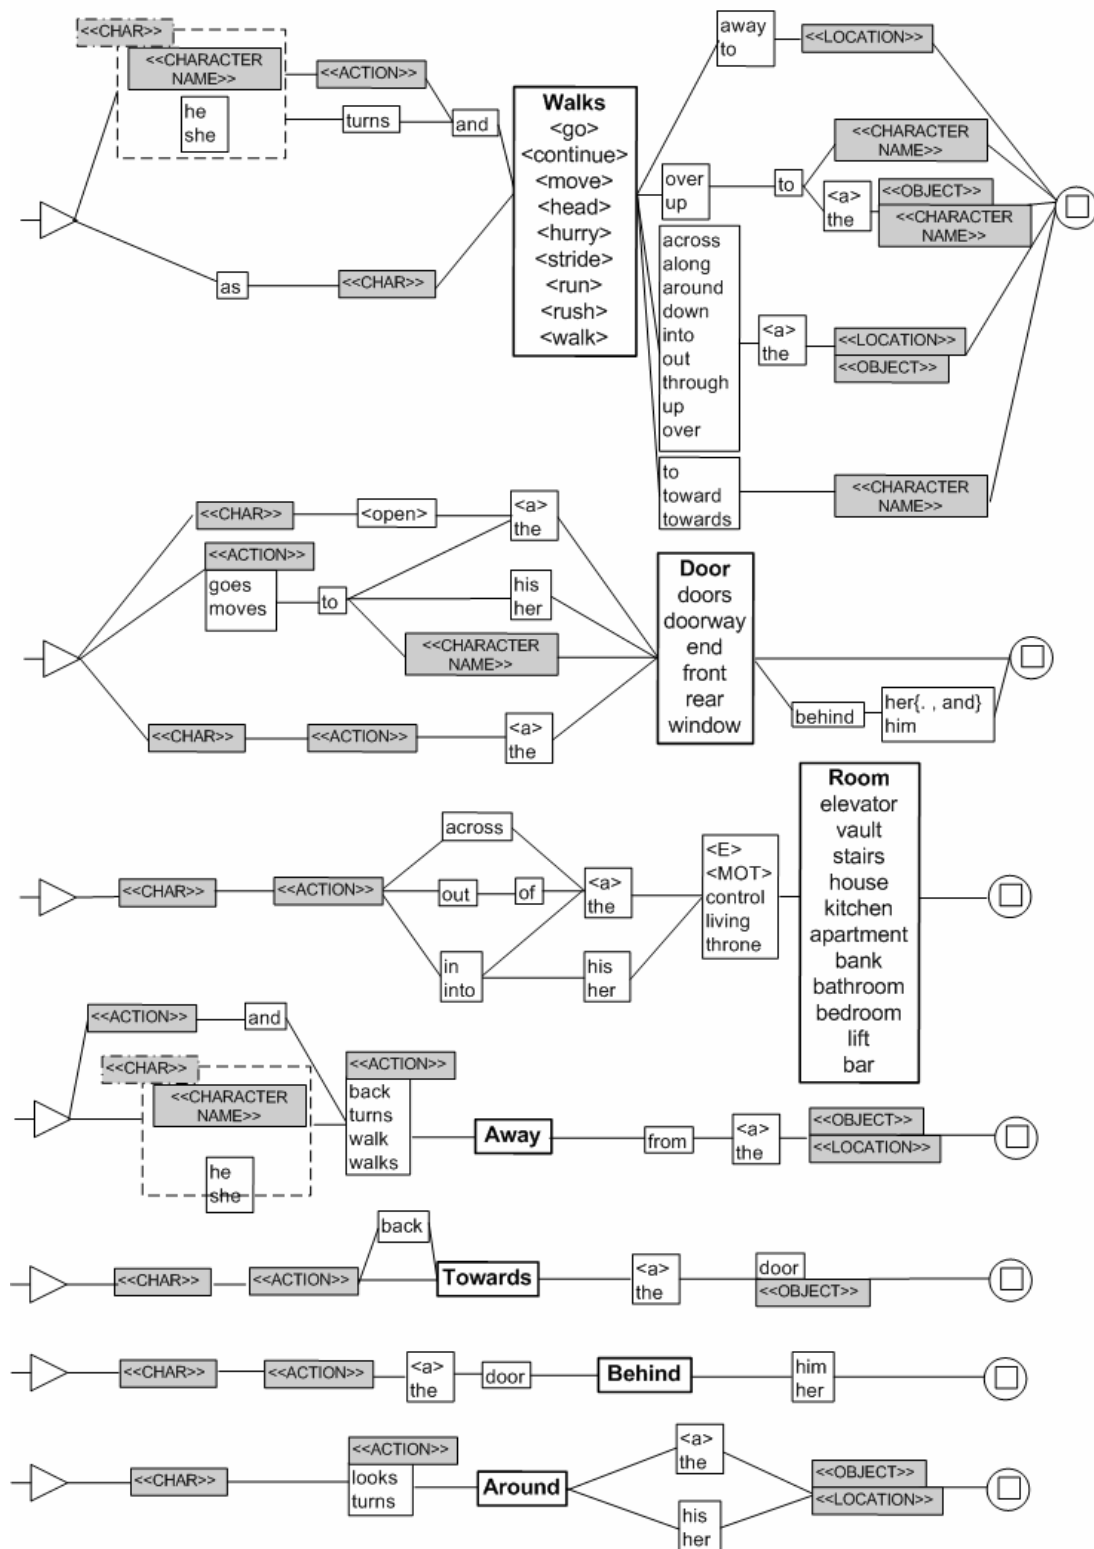 <<CHAR>>
<<CHARACTER
NAME>>
he
she
<<ACTION>>
turns
and
as
<<CHAR>>
Walks
<go>
<continue>
<move>
<head>
<hurry>
<stride>
<run>
<rush>
<walk>
away
to
<<LOCATION>>
over
up
to
<<CHARACTER
NAME>>
<a>
the
<<OBJECT>>
<<CHARACTER
NAME>>
across
along
around
down
into
out
through
up
over
<a>
the
<<LOCATION>>
<<OBJECT>>
to
toward
towards
<<CHARACTER
NAME>>
<<CHAR>>
<open>
<a>
the
<<ACTION>>
goes
moves
to
his
her
<<CHARACTER
NAME>>
<<CHAR>>
<<ACTION>>
<a>
the
Door
doors
doorway
end
front
rear
window
behind
her{. , and}
him
<<CHAR>>
<<ACTION>>
across
out
of
in
into
<a>
the
his
her
<E>
<MOT>
control
living
throne
Room
elevator
vault
stairs
house
kitchen
apartment
bank
bathroom
bedroom
lift
bar
<<ACTION>>
and
<<CHAR>>
<<CHARACTER
NAME>>
he
she
<<ACTION>>
back
turns
walk
walks
Away
from
<a>
the
<<OBJECT>>
<<LOCATION>>
<<CHAR>>
<<ACTION>>
back
Towards
<a>
the
door
<<OBJECT>>
<<CHAR>>
<<ACTION>>
<a>
the
door
Behind
him
her
<<CHAR>>
<<ACTION>>
looks
turns
Around
<a>
the
his
her
<<OBJECT>>
<<LOCATION>>